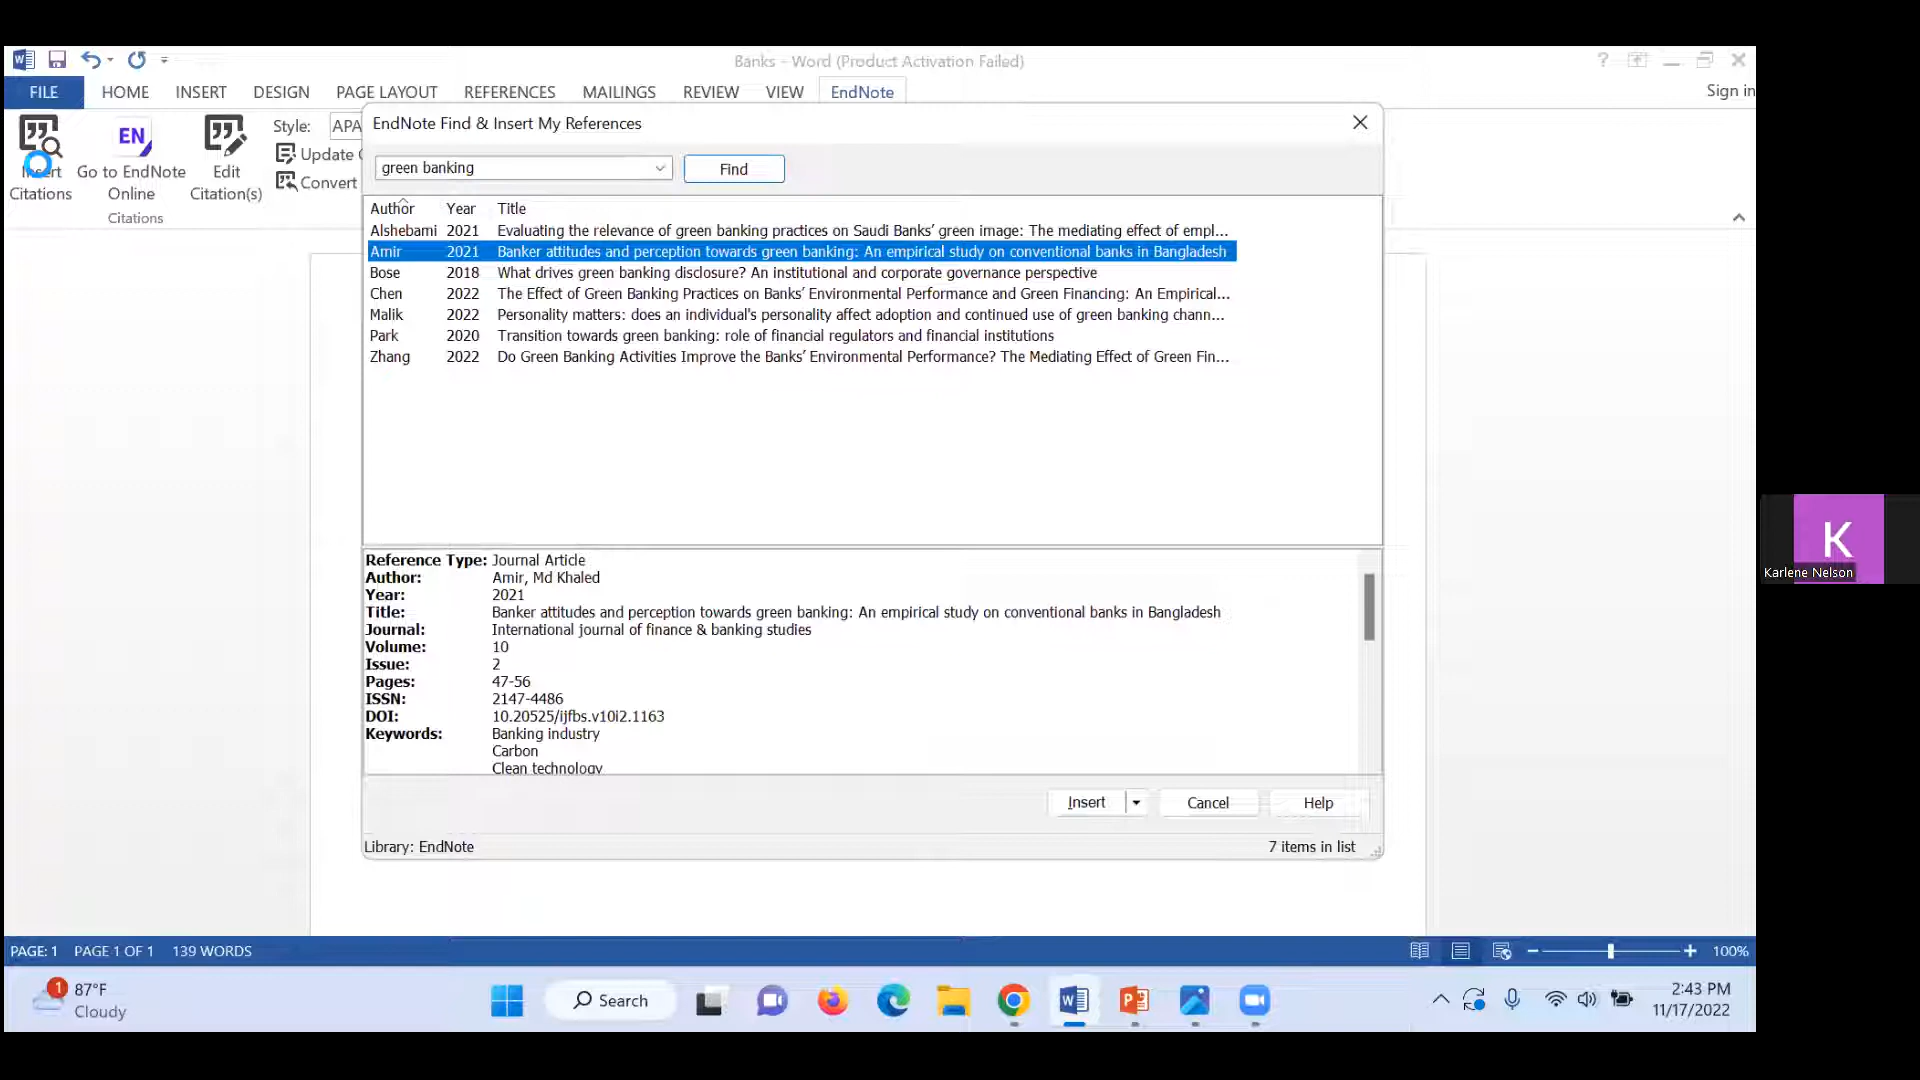 Banks - Word (Product Activation Failed)
FILE HOME INSERT DESIGN PAGE LAYOUT REFERENCES MAILINGS REVIEW VIEW EndNote Sign in
Insert Citations
EN Go to EndNote Online
Edit Citation(s)
Style: APA
Update
Convert
Citations
EndNote Find & Insert My References
green banking Find
Author Year Title
Alshebami 2021 Evaluating the relevance of green banking practices on Saudi Banks’ green image: The mediating effect of empl...
Amir 2021 Banker attitudes and perception towards green banking: An empirical study on conventional banks in Bangladesh
Bose 2018 What drives green banking disclosure? An institutional and corporate governance perspective
Chen 2022 The Effect of Green Banking Practices on Banks’ Environmental Performance and Green Financing: An Empirical...
Malik 2022 Personality matters: does an individual's personality affect adoption and continued use of green banking chann...
Park 2020 Transition towards green banking: role of financial regulators and financial institutions
Zhang 2022 Do Green Banking Activities Improve the Banks’ Environmental Performance? The Mediating Effect of Green Fin...
Reference Type: Journal Article
Author: Amir, Md Khaled
Year: 2021
Title: Banker attitudes and perception towards green banking: An empirical study on conventional banks in Bangladesh
Journal: International journal of finance & banking studies
Volume: 10
Issue: 2
Pages: 47-56
ISSN: 2147-4486
DOI: 10.20525/ijfbs.v10i2.1163
Keywords: Banking industry
Carbon
Clean technology
Insert Cancel Help
Library: EndNote 7 items in list
K
Karlene Nelson
PAGE: 1 PAGE 1 OF 1 139 WORDS 100%
1 87°F
Cloudy
Search
2:43 PM
11/17/2022